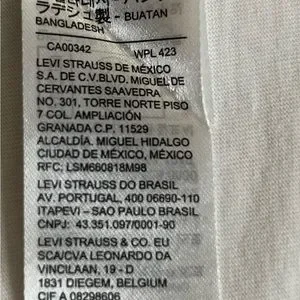 ラデシュ製 - BUATAN
BANGLADESH
CA00342 WPL 423
LEVI STRAUSS DE MÉXICO
S.A. DE C.V.BLVD. MIGUEL DE
CERVANTES SAAVEDRA
NO. 301, TORRE NORTE PISO
7 COL. AMPLIACIÓN
GRANADA C.P. 11529
ALCALDÍA. MIGUEL HIDALGO
CIUDAD DE MÉXICO, MÉXICO
RFC: LSM660818M98
LEVI STRAUSS DO BRASIL
AV. PORTUGAL, 400 06690-110
ITAPEVI – SAO PAULO BRASIL
CNPJ: 43.351.097/0001-90
LEVI STRAUSS & CO. EU
SCA/CVA LEONARDO DA
VINCILAAN, 19 - D
1831 DIEGEM, BELGIUM
CIF A 08298606